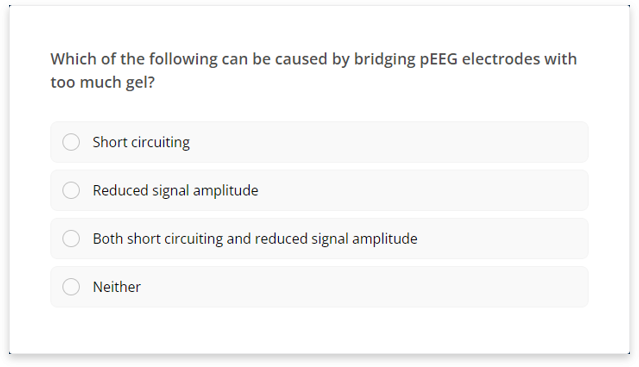 Which of the following can be caused by bridging pEEG electrodes with
too much gel?
Short circuiting
Reduced signal amplitude
Both short circuiting and reduced signal amplitude
Neither